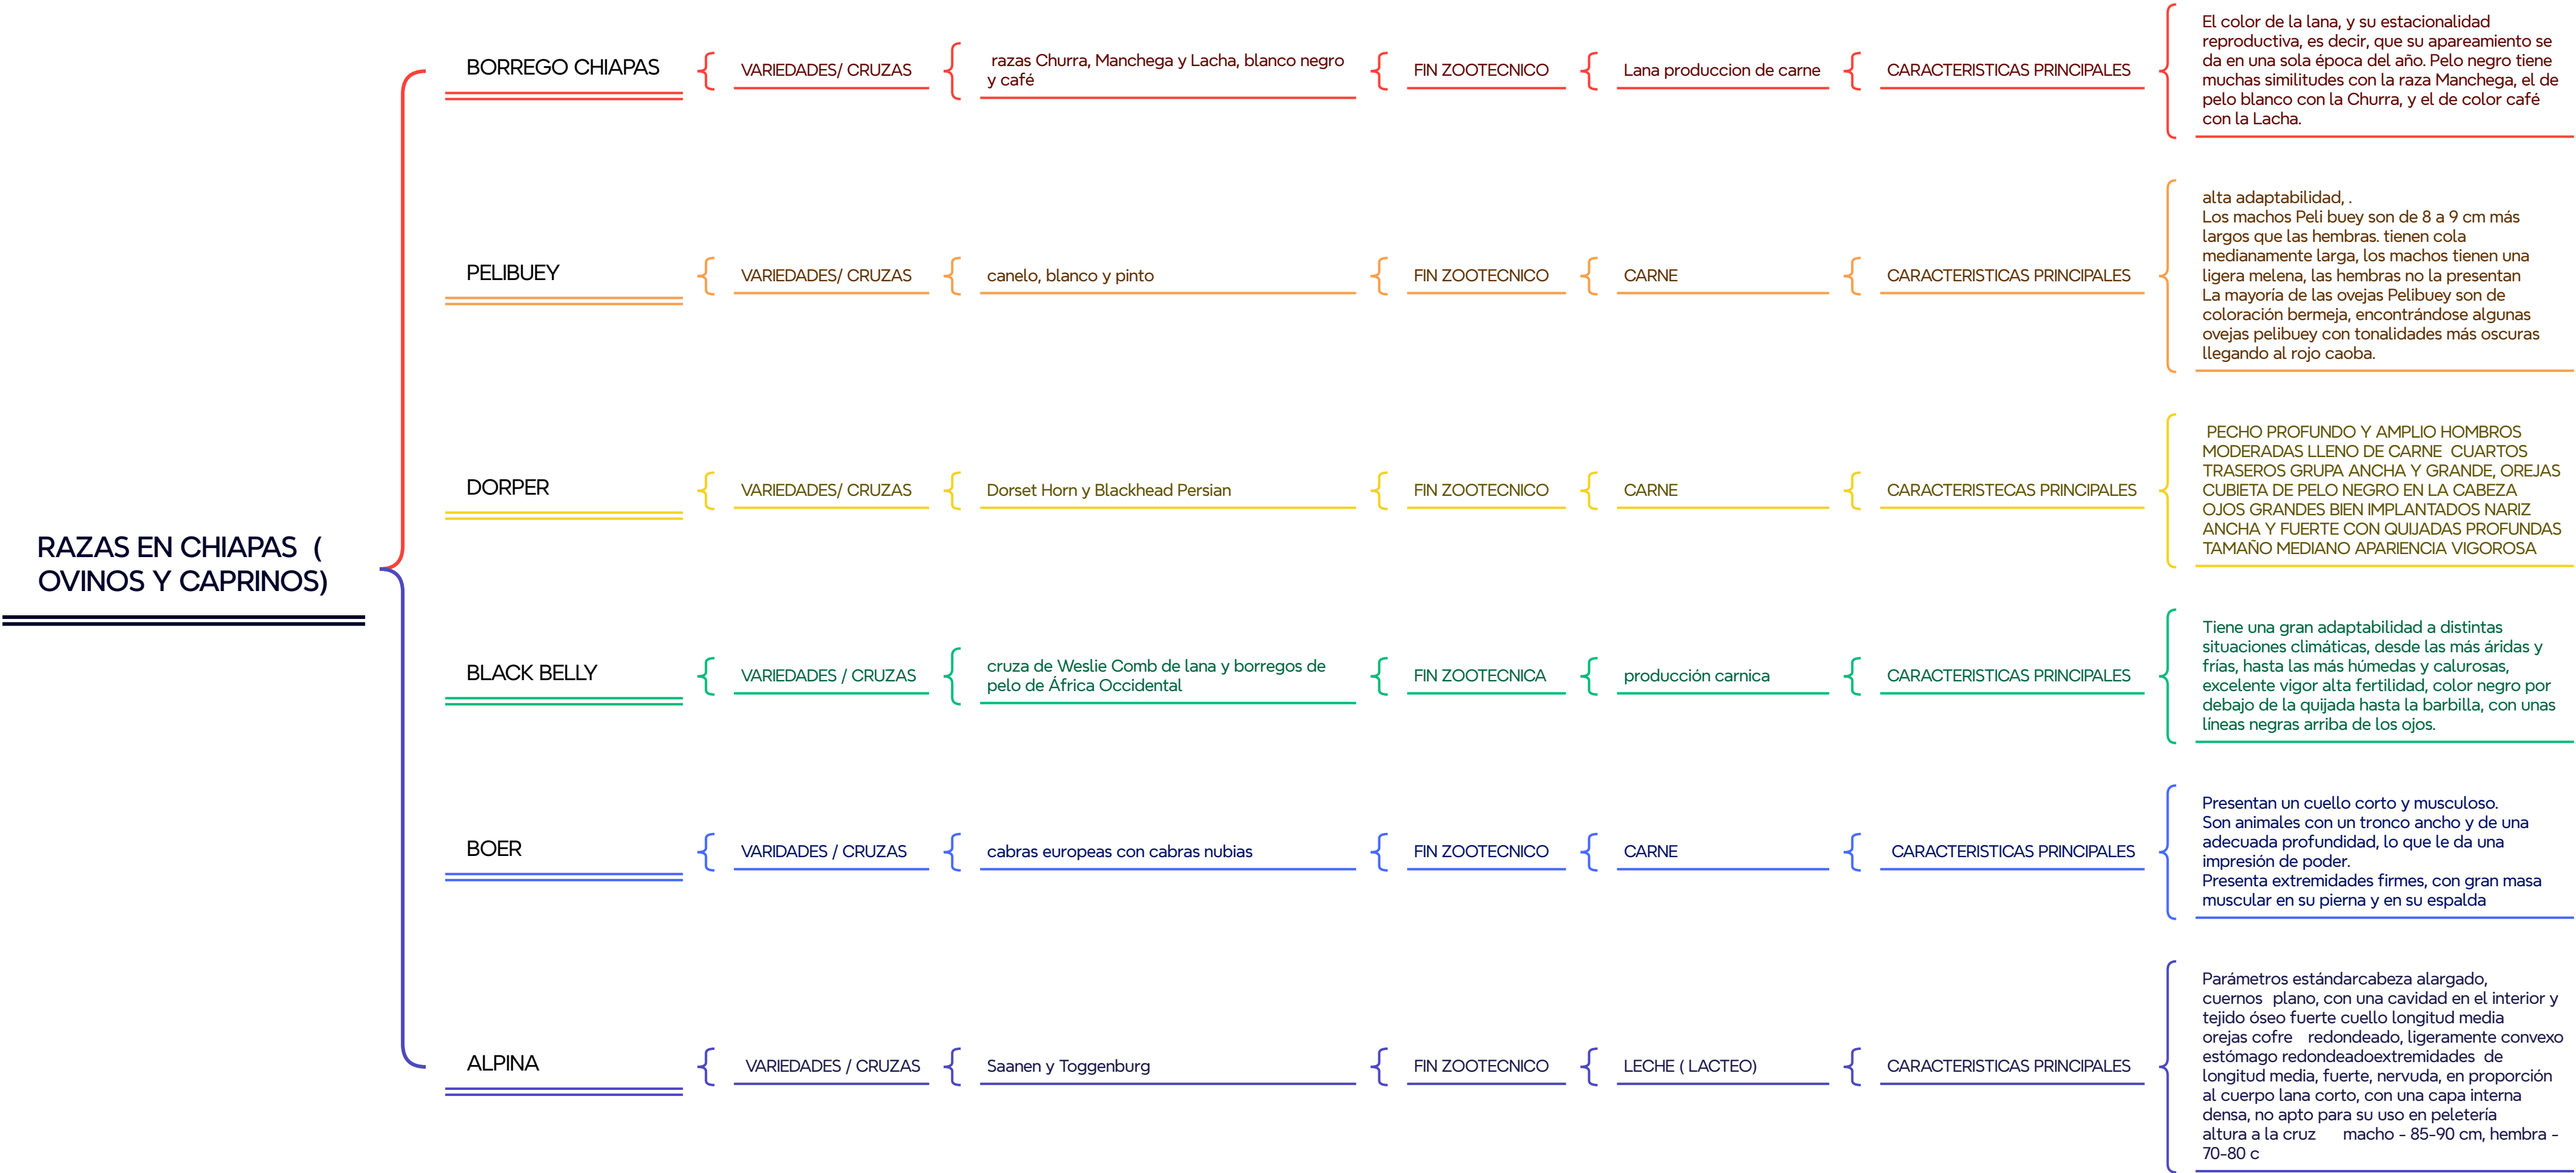 RAZAS EN CHIAPAS (
OVINOS Y CAPRINOS)
BORREGO CHIAPAS
VARIEDADES/ CRUZAS
razas Churra, Manchega y Lacha, blanco negro
y café
FIN ZOOTECNICO
Lana produccion de carne
CARACTERISTICAS PRINCIPALES
El color de la lana, y su estacionalidad
reproductiva, es decir, que su apareamiento se
da en una sola época del año. Pelo negro tiene
muchas similitudes con la raza Manchega, el de
pelo blanco con la Churra, y el de color café
con la Lacha.
PELIBUEY
VARIEDADES/ CRUZAS
canelo, blanco y pinto
FIN ZOOTECNICO
CARNE
CARACTERISTICAS PRINCIPALES
alta adaptabilidad, .
Los machos Peli buey son de 8 a 9 cm más
largos que las hembras. tienen cola
medianamente larga, los machos tienen una
ligera melena, las hembras no la presentan
La mayoría de las ovejas Pelibuey son de
coloración bermeja, encontrándose algunas
ovejas pelibuey con tonalidades más oscuras
llegando al rojo caoba.
DORPER
VARIEDADES/ CRUZAS
Dorset Horn y Blackhead Persian
FIN ZOOTECNICO
CARNE
CARACTERISTECAS PRINCIPALES
PECHO PROFUNDO Y AMPLIO HOMBROS
MODERADAS LLENO DE CARNE CUARTOS
TRASEROS GRUPA ANCHA Y GRANDE, OREJAS
CUBIETA DE PELO NEGRO EN LA CABEZA
OJOS GRANDES BIEN IMPLANTADOS NARIZ
ANCHA Y FUERTE CON QUIJADAS PROFUNDAS
TAMAÑO MEDIANO APARIENCIA VIGOROSA
BLACK BELLY
VARIEDADES / CRUZAS
cruza de Weslie Comb de lana y borregos de
pelo de África Occidental
FIN ZOOTECNICA
producción carnica
CARACTERISTICAS PRINCIPALES
Tiene una gran adaptabilidad a distintas
situaciones climáticas, desde las más áridas y
frías, hasta las más húmedas y calurosas,
excelente vigor alta fertilidad, color negro por
debajo de la quijada hasta la barbilla, con unas
líneas negras arriba de los ojos.
BOER
VARIDADES / CRUZAS
cabras europeas con cabras nubias
FIN ZOOTECNICO
CARNE
CARACTERISTICAS PRINCIPALES
Presentan un cuello corto y musculoso.
Son animales con un tronco ancho y de una
adecuada profundidad, lo que le da una
impresión de poder.
Presenta extremidades firmes, con gran masa
muscular en su pierna y en su espalda
ALPINA
VARIEDADES / CRUZAS
Saanen y Toggenburg
FIN ZOOTECNICO
LECHE ( LACTEO)
CARACTERISTICAS PRINCIPALES
Parámetros estándarcabeza alargado,
cuernos plano, con una cavidad en el interior y
tejido óseo fuerte cuello longitud media
orejas cofre redondeado, ligeramente convexo
estómago redondeadoextremidades de
longitud media, fuerte, nervuda, en proporción
al cuerpo lana corto, con una capa interna
densa, no apto para su uso en peletería
altura a la cruz macho - 85-90 cm, hembra -
70-80 c